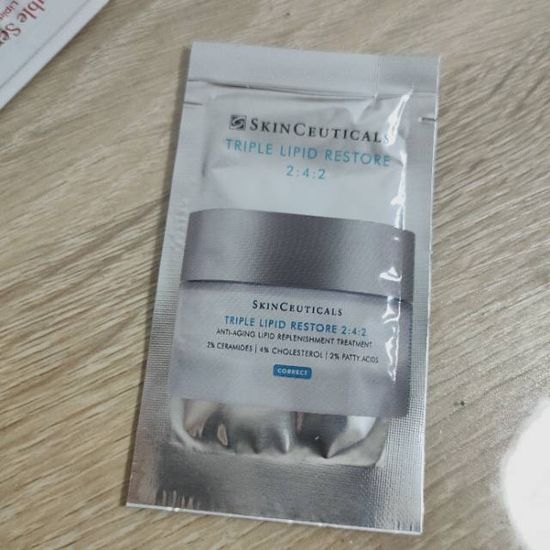 SKINCEUTICALS
TRIPLE LIPID RESTORE
2:4:2
SKINCEUTICALS
TRIPLE LIPID RESTORE 2:4:2
ANTI-AGING LIPID REPLENISHMENT TREATMENT
2% CERAMIDES | 4% CHOLESTEROL | 2% FATTY ACIDS
CORRECT